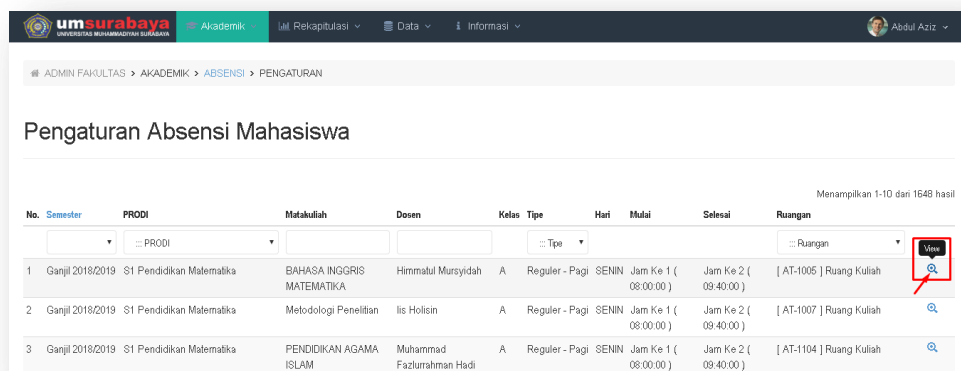 umsurabaya
UNIVERSITAS MUHAMMADIYAH SURABAYA
Akademik
Rekapitulasi
Data
Informasi
Abdul Aziz
ADMIN FAKULTAS > AKADEMIK > ABSENSI > PENGATURAN
Pengaturan Absensi Mahasiswa
Menampilkan 1-10 dari 1648 hasil
No. Semester PRODI Matakuliah Dosen Kelas Tipe Hari Mulai Selesai Ruangan
::: PRODI ::: Tipe ::: Ruangan
View
1 Ganjil 2018/2019 S1 Pendidikan Matematika BAHASA INGGRIS Himmatul Mursyidah A Reguler - Pagi SENIN Jam Ke 1 ( Jam Ke 2 ( [ AT-1005 ] Ruang Kuliah
MATEMATIKA 08:00:00 ) 09:40:00 )
2 Ganjil 2018/2019 S1 Pendidikan Matematika Metodologi Penelitian Iis Holisin A Reguler - Pagi SENIN Jam Ke 1 ( Jam Ke 2 ( [ AT-1007 ] Ruang Kuliah
08:00:00 ) 09:40:00 )
3 Ganjil 2018/2019 S1 Pendidikan Matematika PENDIDIKAN AGAMA Muhammad A Reguler - Pagi SENIN Jam Ke 1 ( Jam Ke 2 ( [ AT-1104 ] Ruang Kuliah
ISLAM Fazlurrahman Hadi 08:00:00 ) 09:40:00 )